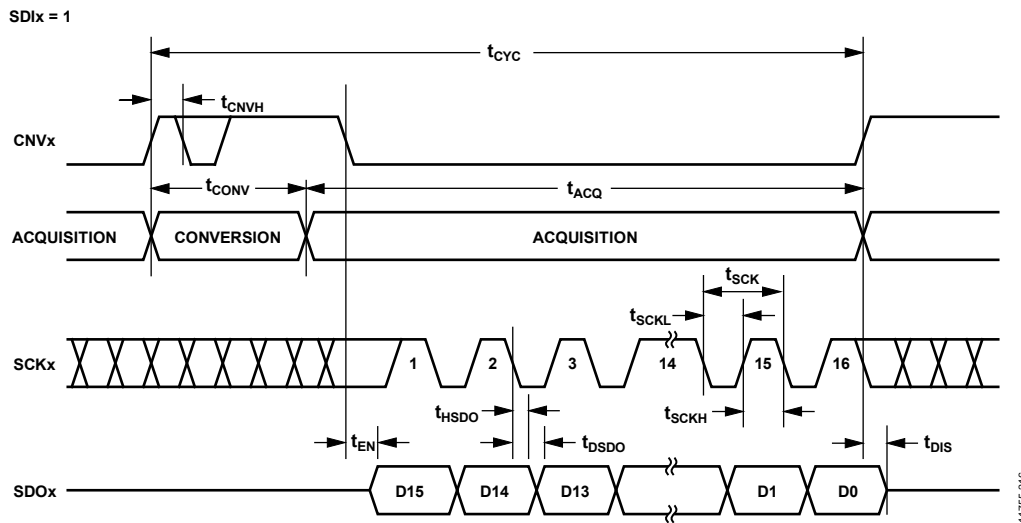 SDIx = 1
tCYC
tCNVH
CNVx
tCONV
tACQ
ACQUISITION CONVERSION ACQUISITION
tSCK
tSCKL
SCKx 1 2 3 14 15 16
tHSDO
tSCKH
tEN
tDSDO
tDIS
SDOx D15 D14 D13 D1 D0